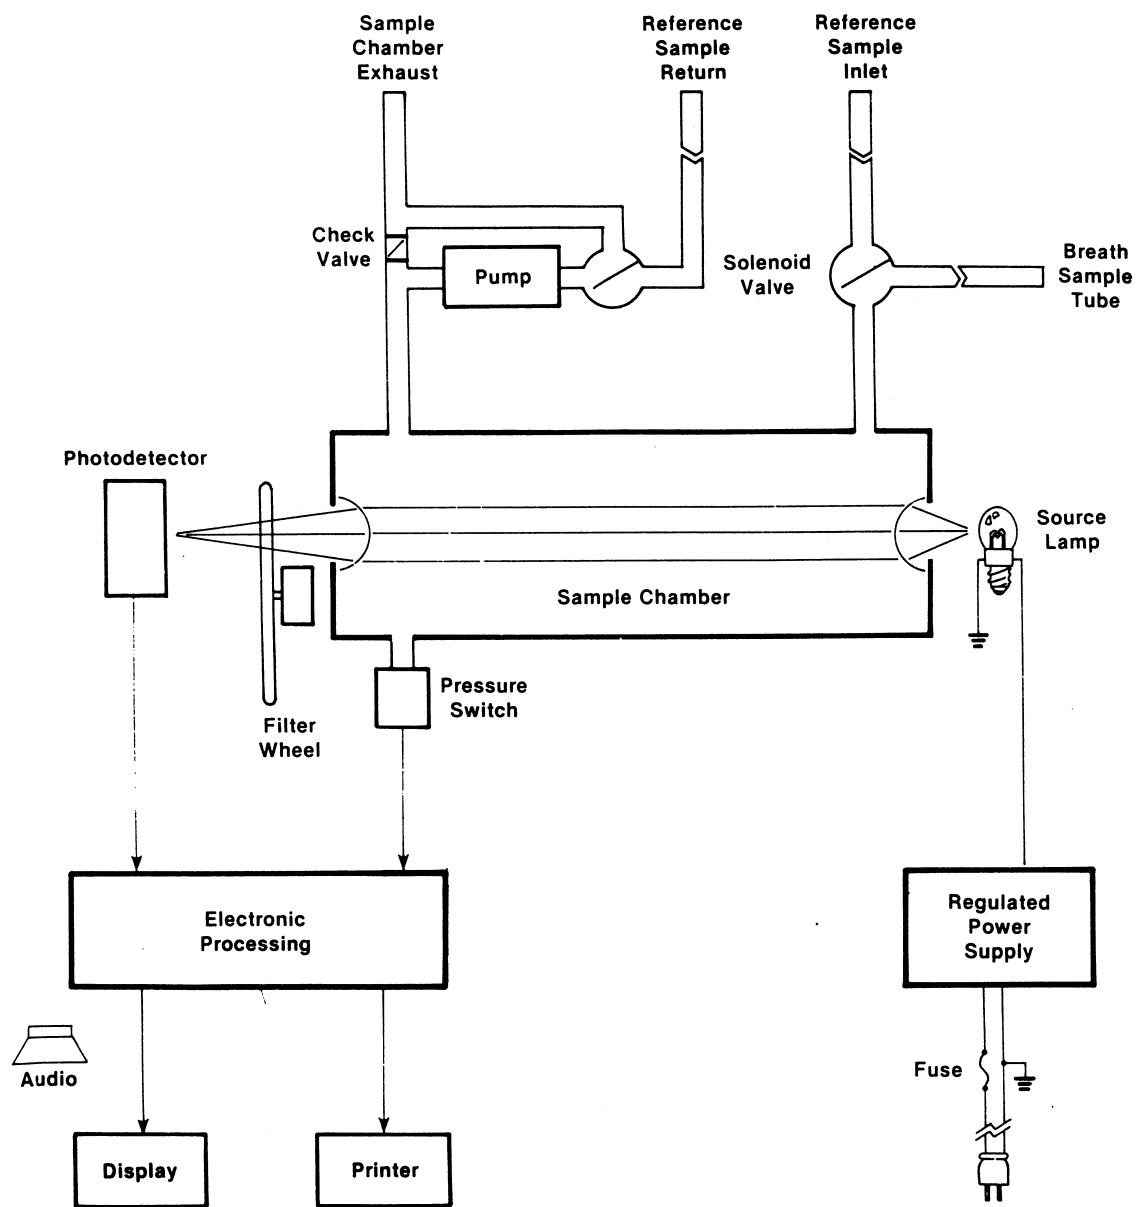 Sample
Chamber
Exhaust
Reference
Sample
Return
Reference
Sample
Inlet
Check
Valve
Pump
Solenoid
Valve
Breath
Sample
Tube
Photodetector
Source
Lamp
Sample Chamber
Pressure
Switch
Filter
Wheel
Electronic
Processing
Regulated
Power
Supply
Audio
Fuse
Display
Printer